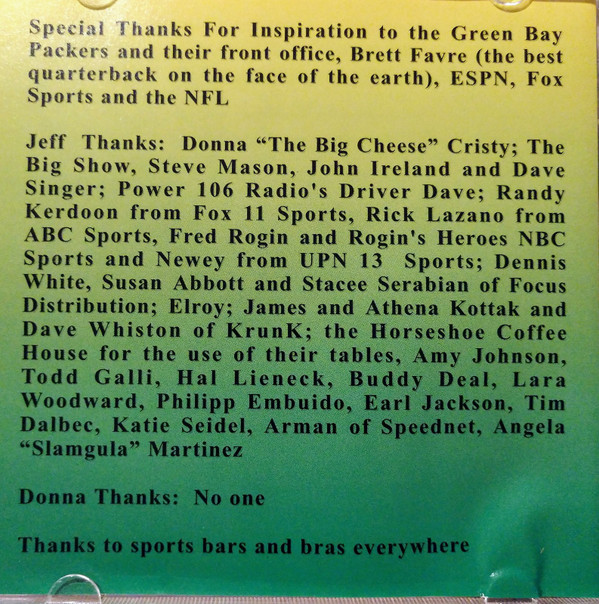 Special Thanks For Inspiration to the Green Bay
Packers and their front office, Brett Favre (the best
quarterback on the face of the earth), ESPN, Fox
Sports and the NFL
Jeff Thanks: Donna “The Big Cheese” Cristy; The
Big Show, Steve Mason, John Ireland and Dave
Singer; Power 106 Radio's Driver Dave; Randy
Kerdoon from Fox 11 Sports, Rick Lazano from
ABC Sports, Fred Rogin and Rogin's Heroes NBC
Sports and Newey from UPN 13 Sports; Dennis
White, Susan Abbott and Stacee Serabian of Focus
Distribution; Elroy; James and Athena Kottak and
Dave Whiston of KrunK; the Horseshoe Coffee
House for the use of their tables, Amy Johnson,
Todd Galli, Hal Lieneck, Buddy Deal, Lara
Woodward, Philipp Embuido, Earl Jackson, Tim
Dalbec, Katie Seidel, Arman of Speednet, Angela
“Slamgula” Martinez
Donna Thanks: No one
Thanks to sports bars and bras everywhere